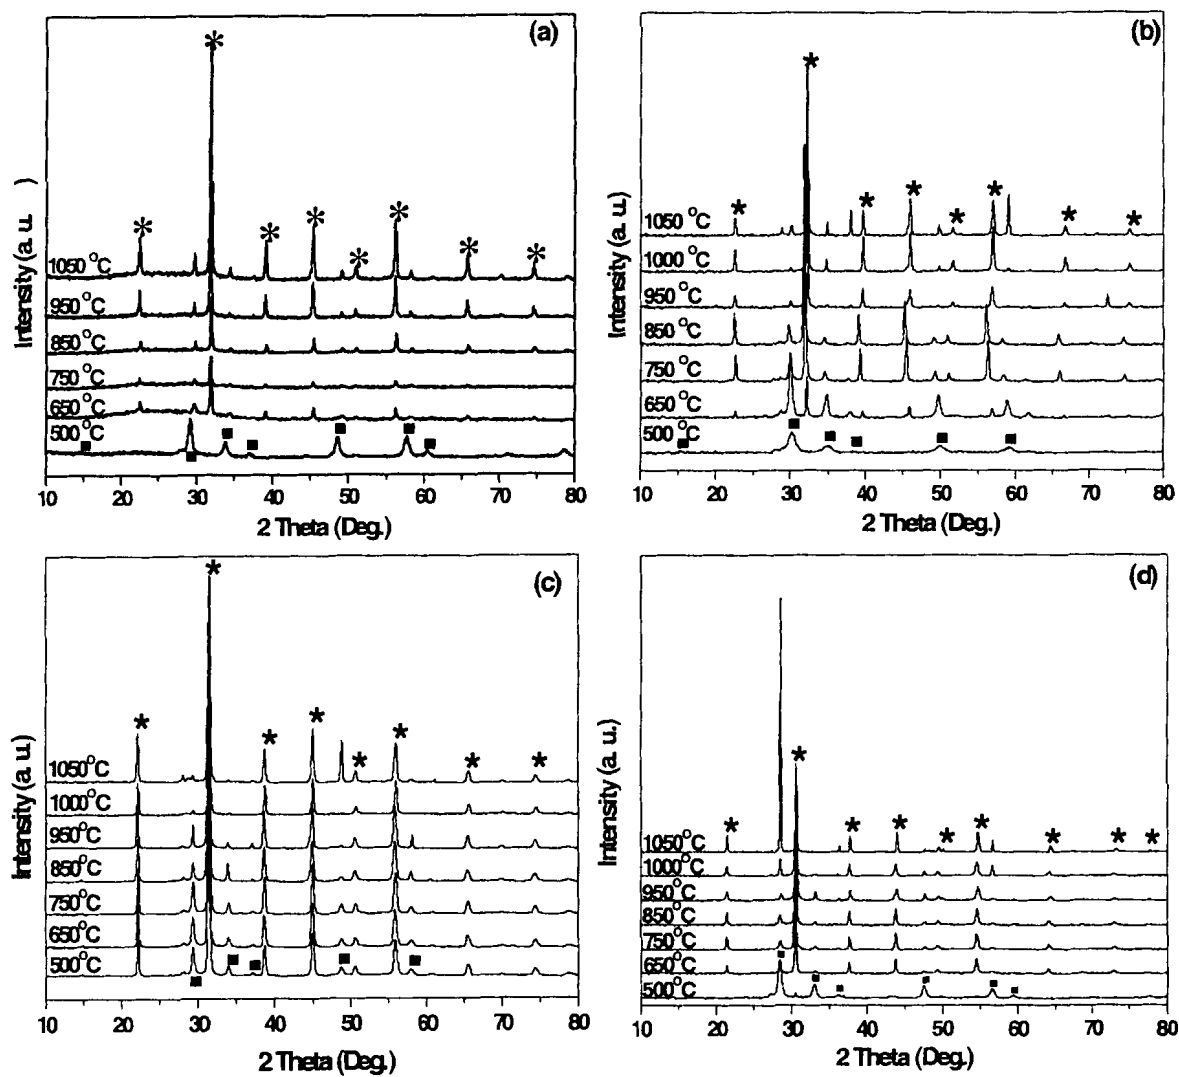 (a)
Intensity (a. u. )
1050 °C
950 °C
850 °C
750 °C
650 °C
500 °C
10 20 30 40 50 60 70 80
2 Theta (Deg.)
(b)
Intensity (a. u.)
1050 °C
1000 °C
950 °C
850 °C
750 °C
650 °C
500 °C
10 20 30 40 50 60 70 80
2 Theta (Deg.)
(c)
Intensity (a. u.)
1050°C
1000°C
950°C
850°C
750°C
650°C
500°C
10 20 30 40 50 60 70 80
2 Theta (Deg.)
(d)
Intensity (a. u.)
1050°C
1000°C
950°C
850°C
750°C
650°C
500°C
10 20 30 40 50 60 70 80
2 Theta (Deg.)